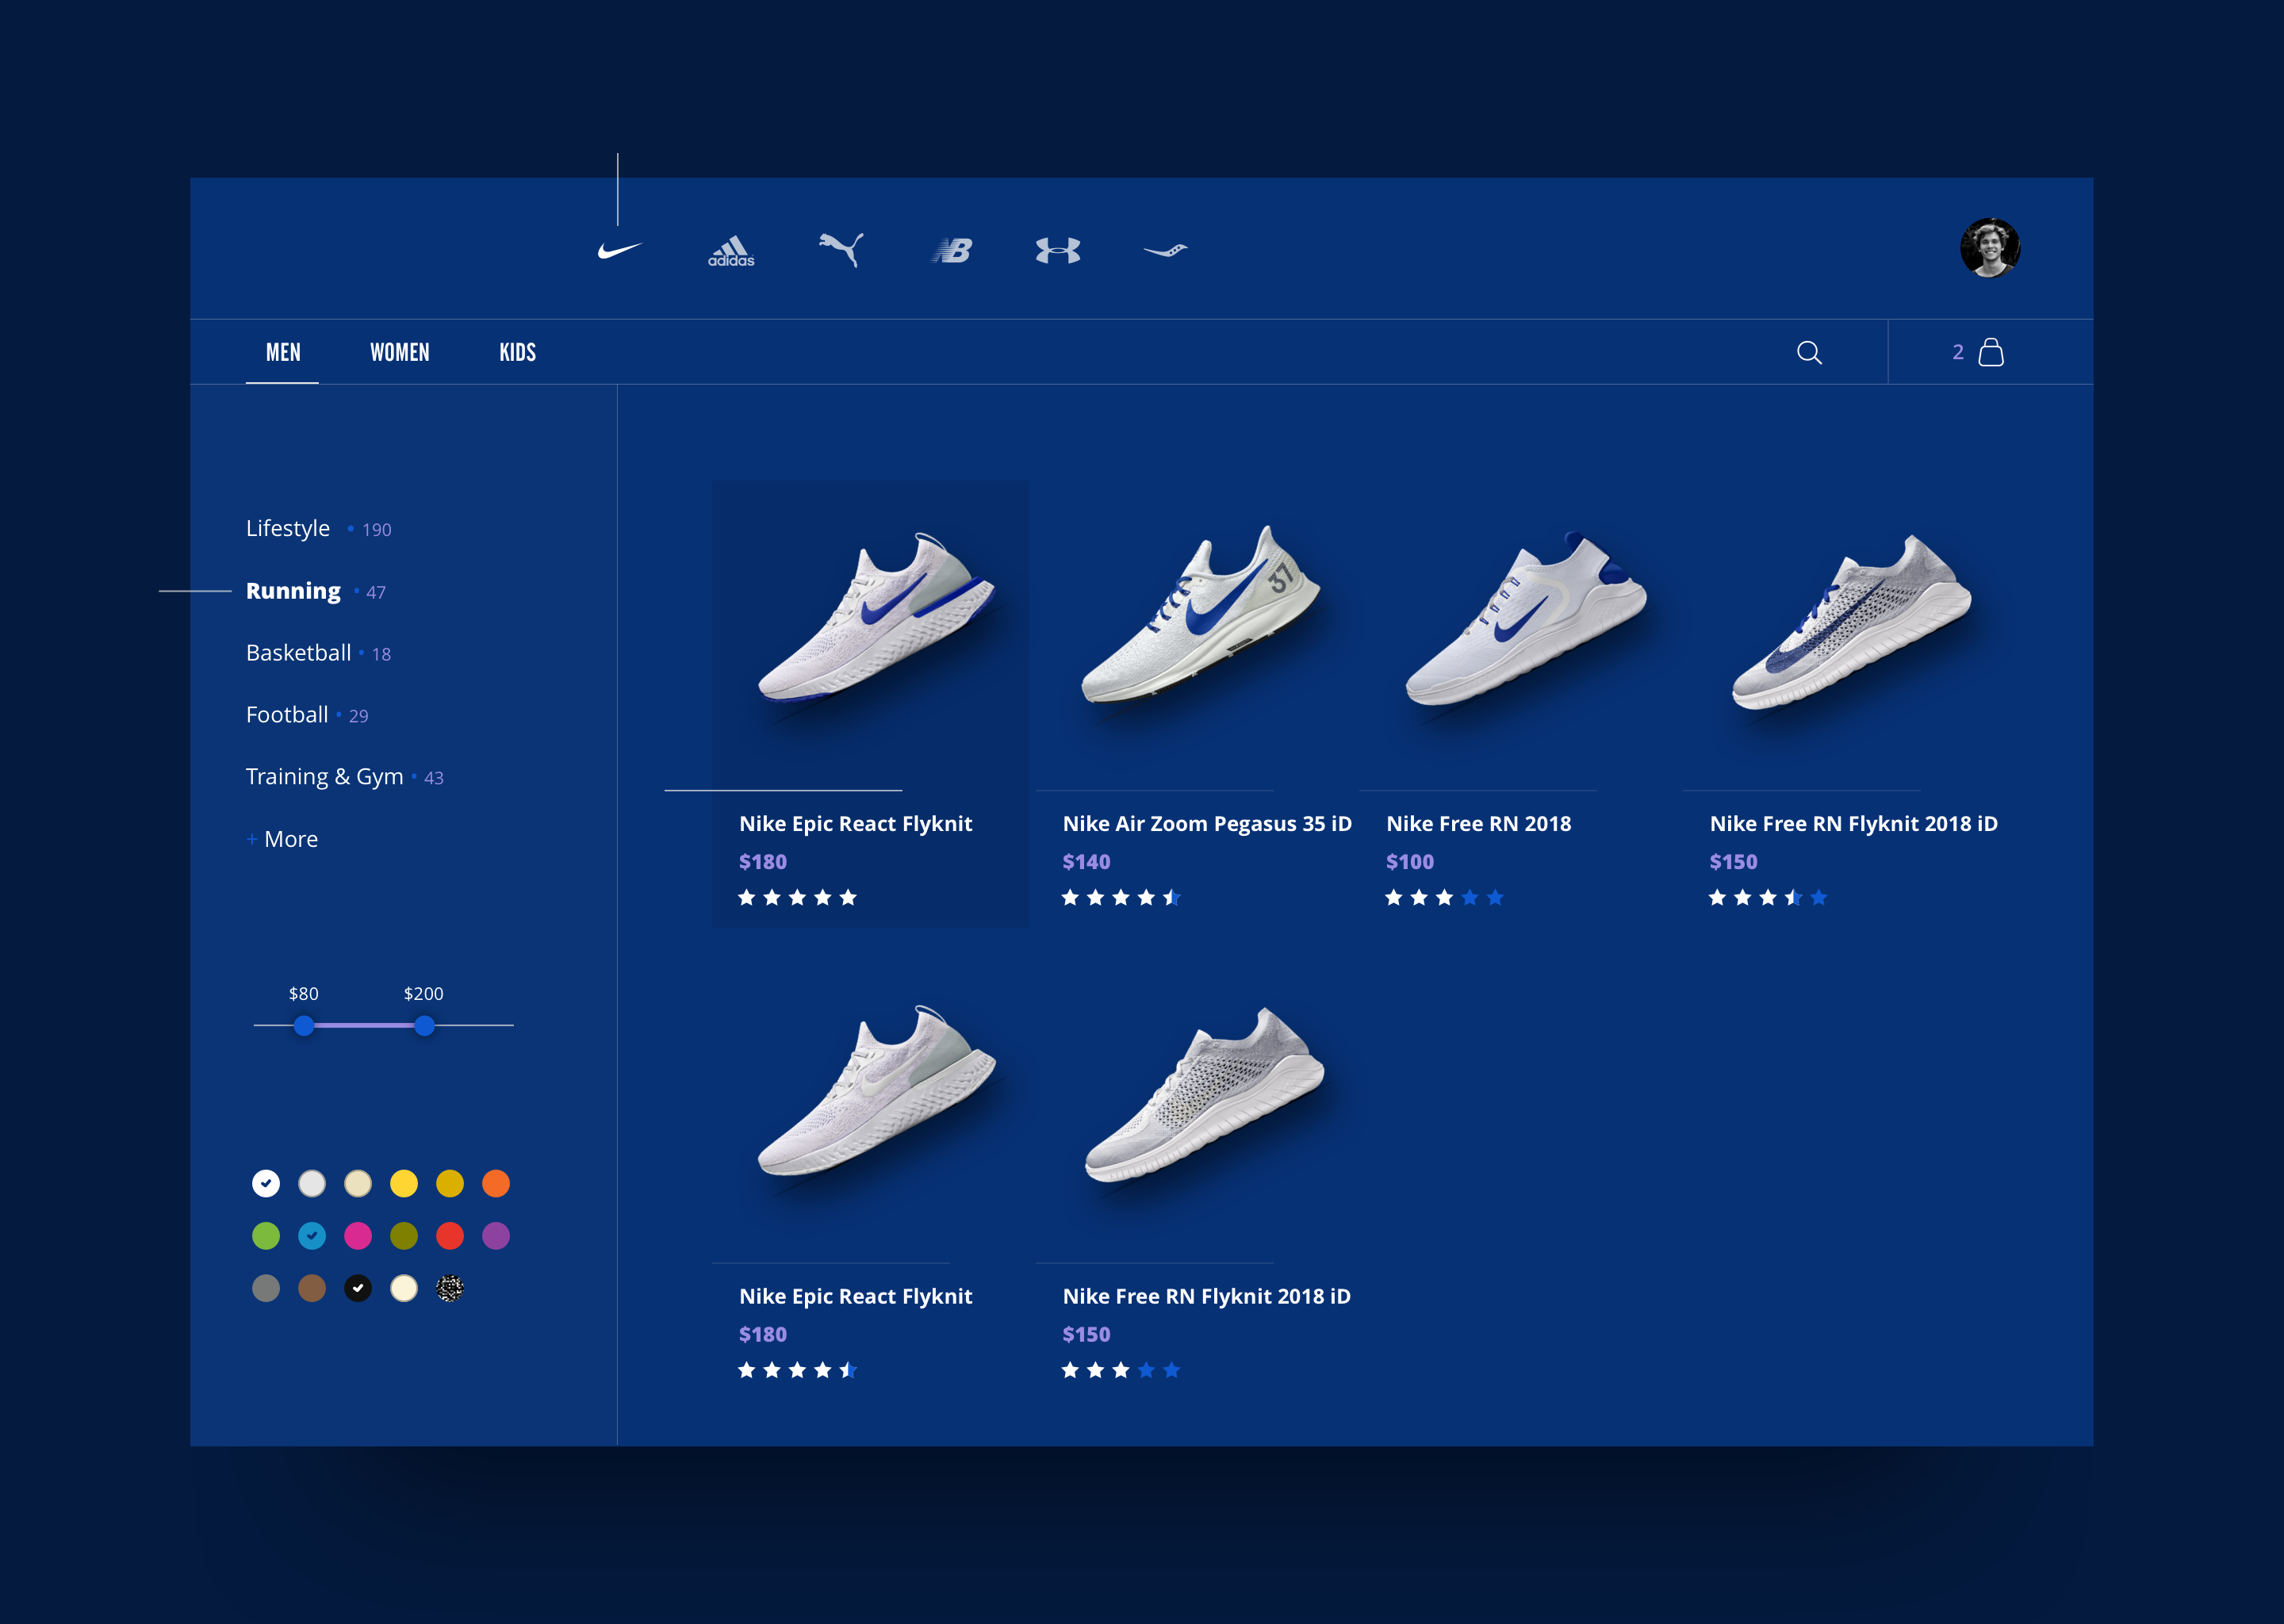 adidas
NB
MEN WOMEN KIDS
2
Lifestyle • 190
Running • 47
Basketball • 18
Football • 29
Training & Gym • 43
+ More
$80 $200
37
Nike Epic React Flyknit
$180
Nike Air Zoom Pegasus 35 iD
$140
Nike Free RN 2018
$100
Nike Free RN Flyknit 2018 iD
$150
Nike Epic React Flyknit
$180
Nike Free RN Flyknit 2018 iD
$150